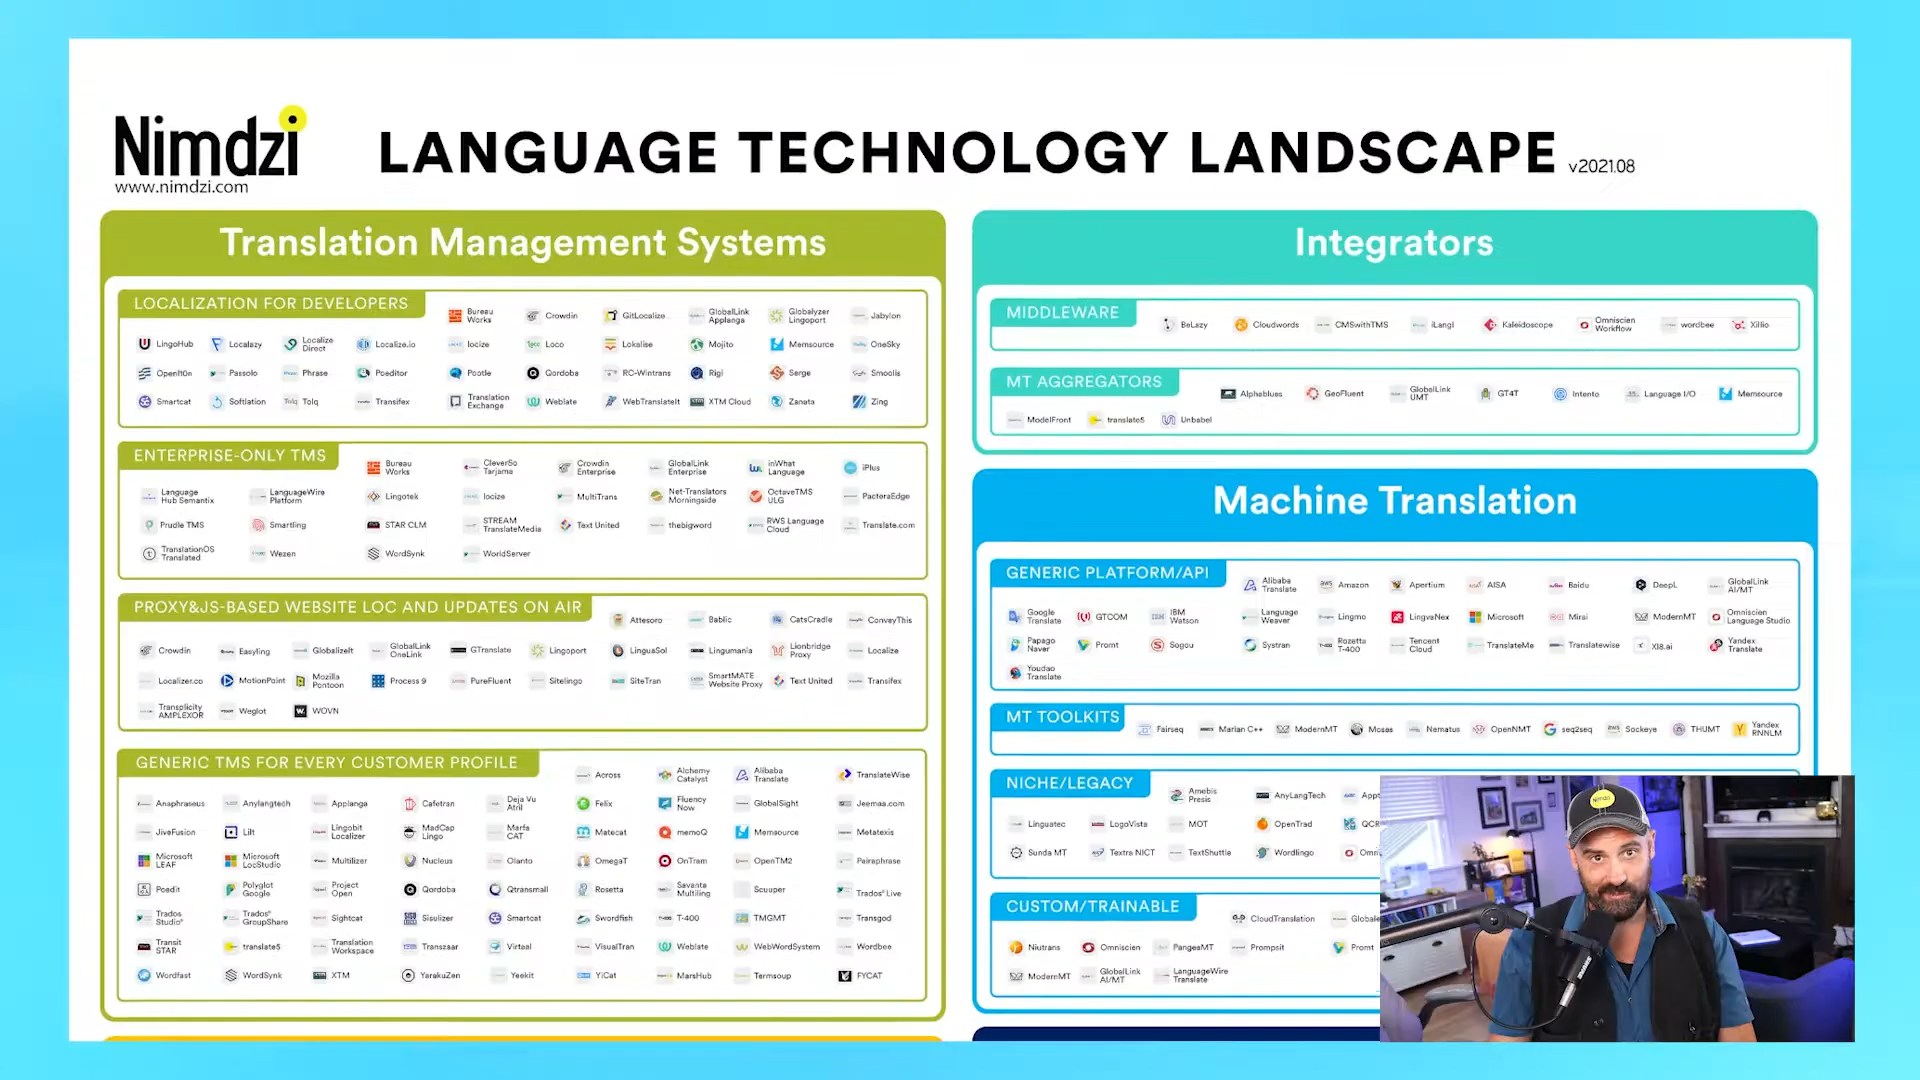 Nimdzi
www.nimdzi.com
LANGUAGE TECHNOLOGY LANDSCAPE v2021.08
Translation Management Systems
LOCALIZATION FOR DEVELOPERS
Bureau Works
Crowdin
GitLocalize
GlobalLink Applanga
Globalyzer Lingoport
Jabylon
LingoHub
Localazy
Localize Direct
Localize.io
locize
Loco
Lokalise
Mojito
Memsource
OneSky
Openl10n
Passolo
Phrase
Poeditor
Pootle
Qordoba
RC-Wintrans
Rigi
Serge
Smoolis
Smartcat
Softlation
Tolq
Transifex
Translation Exchange
Weblate
WebTranslateIt
XTM Cloud
Zanata
Zing
ENTERPRISE-ONLY TMS
Bureau Works
CleverSo Tarjama
Crowdin Enterprise
GlobalLink Enterprise
inWhat Language
iPlus
Language Hub Semantix
LanguageWire Platform
Lingotek
locize
MultiTrans
Net-Translators Morningside
OctaveTMS ULG
PacteraEdge
Prudle TMS
Smartling
STAR CLM
STREAM TranslateMedia
Text United
thebigword
RWS Language Cloud
Translate.com
TranslationOS Translated
Wezen
WordSynk
WorldServer
PROXY&JS-BASED WEBSITE LOC AND UPDATES ON AIR
Attesoro
Bablic
CatsCradle
ConveyThis
Crowdin
Easyling
Globalizeit
GlobalLink OneLink
GTranslate
Lingoport
LinguaSol
Lingumania
Lionbridge Proxy
Localize
Localizer.co
MotionPoint
Mozilla Pontoon
Process 9
PureFluent
Sitelingo
SiteTran
SmartMATE Website Proxy
Text United
Transifex
Transplicity AMPLEXOR
Weglot
WOVN
GENERIC TMS FOR EVERY CUSTOMER PROFILE
Across
Alchemy Catalyst
Alibaba Translate
TranslateWise
Anaphraseus
Anylangtech
Applanga
Cafetran
Deja Vu Atril
Felix
Fluency Now
GlobalSight
Jeemaa.com
JiveFusion
Lilt
Lingobit Localizer
MadCap Lingo
Marfa CAT
Matecat
memoQ
Memsource
Metatexis
Microsoft LEAF
Microsoft LocStudio
Multilizer
Nucleus
Olanto
OmegaT
OnTram
OpenTM2
Pairaphrase
Poedit
Polyglot Google
Project Open
Qordoba
Qtransmall
Rosetta
Savanta Multiling
Scuuper
Trados® Live
Trados Studio®
Trados® GroupShare
Sightcat
Sisulizer
Smartcat
Swordfish
T-400
TMGMT
Transgod
Transit STAR
translate5
Translation Workspace
Transzaar
Virtaal
VisualTran
Weblate
WebWordSystem
Wordbee
Wordfast
WordSynk
XTM
YarakuZen
Yeekit
YiCat
MarsHub
Termsoup
FYCAT
Integrators
MIDDLEWARE
BeLazy
Cloudwords
CMSwithTMS
iLangl
Kaleidoscope
Omniscien Workflow
wordbee
Xillio
MT AGGREGATORS
Alphabluas
GeoFluent
GlobalLink UMT
GT4T
Intento
Language I/O
Memsource
ModelFront
translate5
Unbabel
Machine Translation
GENERIC PLATFORM/API
Alibaba Translate
Amazon
Apertium
AISA
Baidu
DeepL
GlobalLink AI/MT
Google Translate
GTCOM
IBM Watson
Language Weaver
Lingmo
LingvaNex
Microsoft
Mirai
ModernMT
Omniscien Language Studio
Papago Naver
Promt
Sogou
Systran
Rozetta T-400
Tencent Cloud
TranslateMe
Translatewise
Xl8.ai
Yandex Translate
Youdao Translate
MT TOOLKITS
Fairseq
Marian C++
ModernMT
Moses
Nematus
OpenNMT
seq2seq
Sockeye
THUMT
Yandex RNNLM
NICHE/LEGACY
Amebis Presis
AnyLangTech
Linguatec
LogoVista
MOT
OpenTrad
Sunda MT
Textra NICT
TextShuttle
Wordlingo
CUSTOM/TRAINABLE
CloudTranslation
Niutrans
Omniscien
PangeaMT
Prompsit
Promt
ModernMT
GlobalLink AI/MT
LanguageWire Translate
Nimdzi